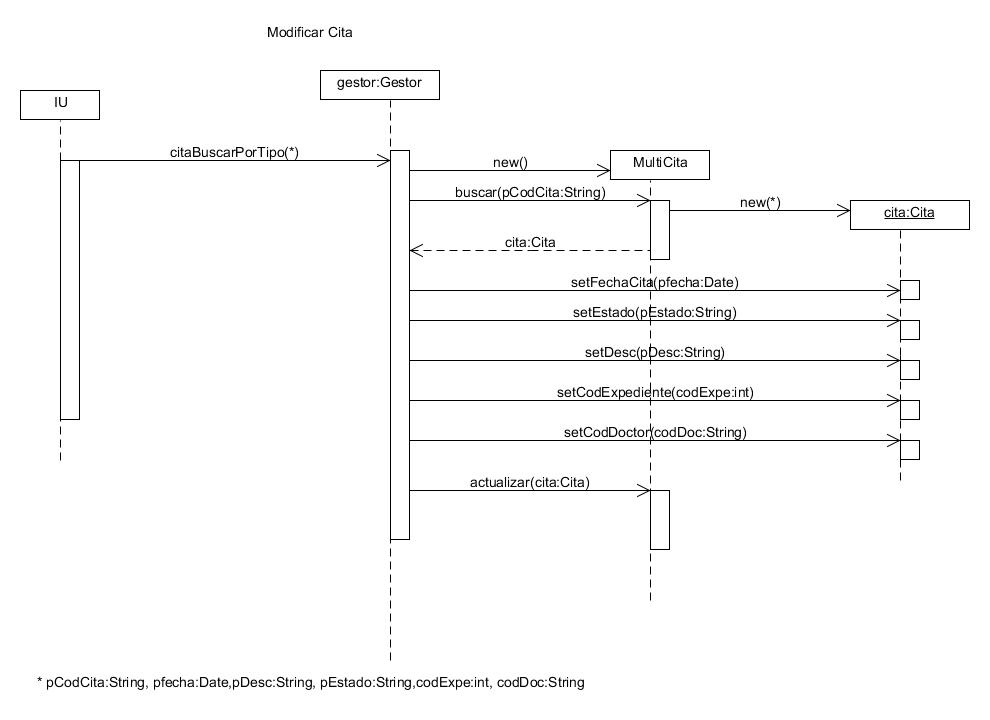 Modificar Cita
gestor:Gestor
IU
citaBuscarPorTipo(*)
new()
MultiCita
buscar(pCodCita:String)
new(*)
cita:Cita
cita:Cita
setFechaCita(pfecha:Date)
setEstado(pEstado:String)
setDesc(pDesc:String)
setCodExpediente(codExpe:int)
setCodDoctor(codDoc:String)
actualizar(cita:Cita)
* pCodCita:String, pfecha:Date,pDesc:String, pEstado:String,codExpe:int, codDoc:String